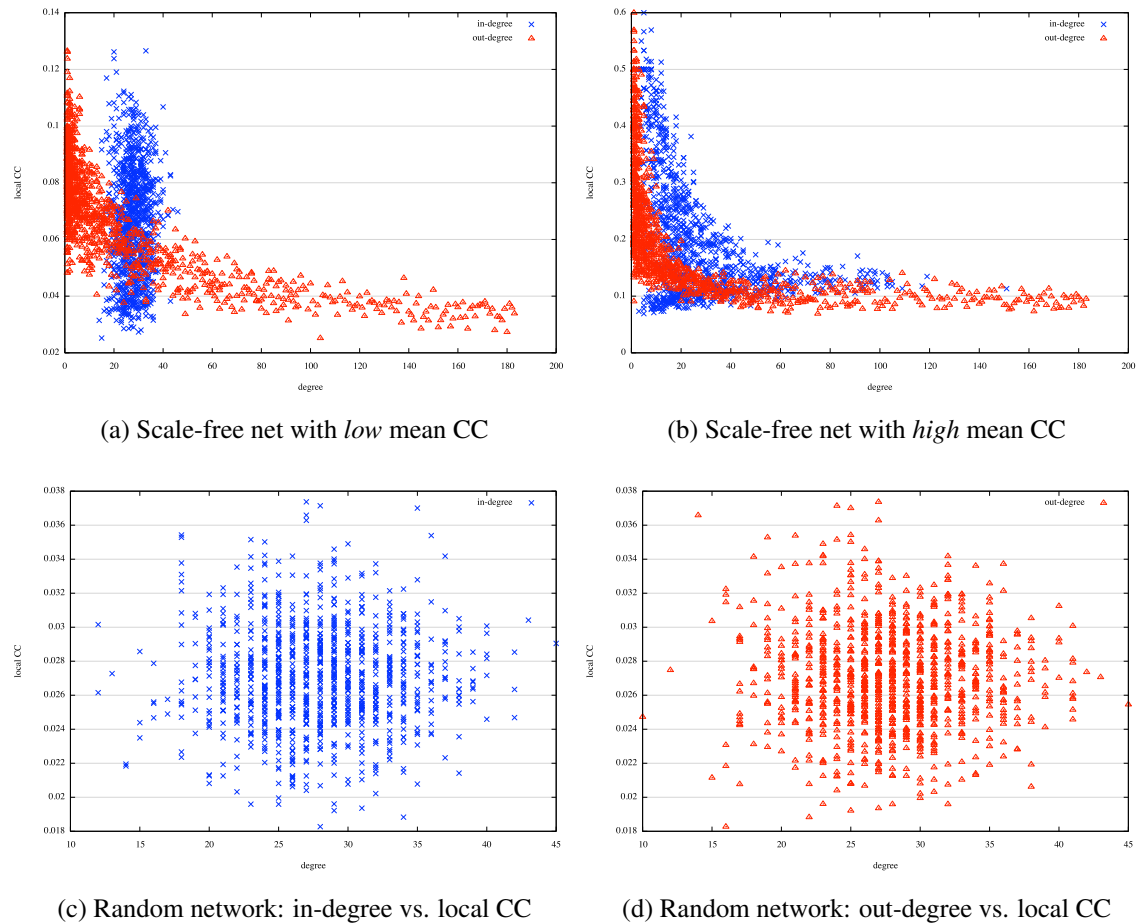 0.14
0.12
0.1
0.08
0.06
0.04
0.02
local CC
0 20 40 60 80 100 120 140 160 180 200
degree
in-degree
out-degree
(a) Scale-free net with low mean CC
0.6
0.5
0.4
0.3
0.2
0.1
0
local CC
0 20 40 60 80 100 120 140 160 180 200
degree
in-degree
out-degree
(b) Scale-free net with high mean CC
0.038
0.036
0.034
0.032
0.03
0.028
0.026
0.024
0.022
0.02
0.018
local CC
10 15 20 25 30 35 40 45
degree
in-degree
(c) Random network: in-degree vs. local CC
0.038
0.036
0.034
0.032
0.03
0.028
0.026
0.024
0.022
0.02
0.018
local CC
10 15 20 25 30 35 40 45
degree
out-degree
(d) Random network: out-degree vs. local CC